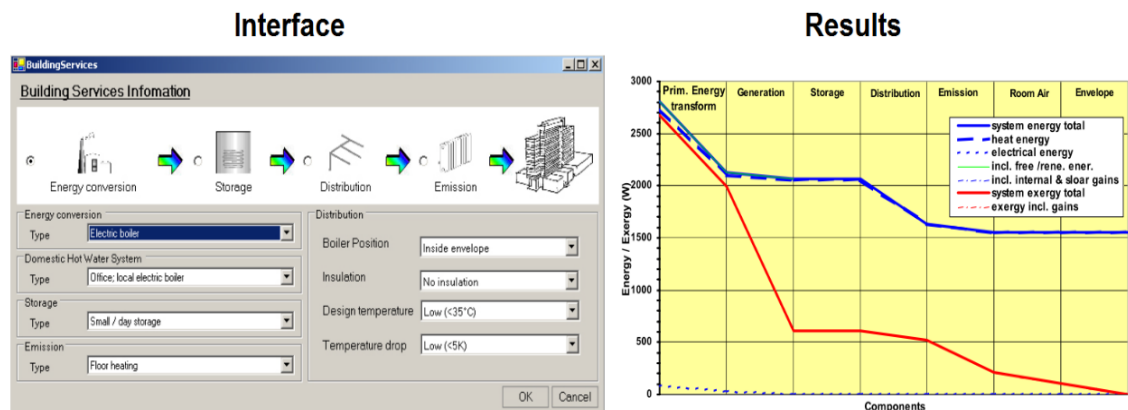 Interface
Results
BuildingServices
Building Services Infomation
Energy conversion
Storage
Distribution
Emission
Energy conversion
Type
Electric boiler
Domestic Hot Water System
Type
Office; local electric boiler
Storage
Type
Small / day storage
Emission
Type
Floor heating
Distribution
Boiler Position
Inside envelope
Insulation
No insulation
Design temperature
Low (<35°C)
Temperature drop
Low (<5K)
OK
Cancel
3000
2500
2000
1500
1000
500
0
Energy / Exergy (W)
Prim. Energy
transform
Generation
Storage
Distribution
Emission
Room Air
Envelope
system energy total
heat energy
electrical energy
incl. free /rene. ener.
incl. internal & sloar gains
system exergy total
exergy incl. gains
Components